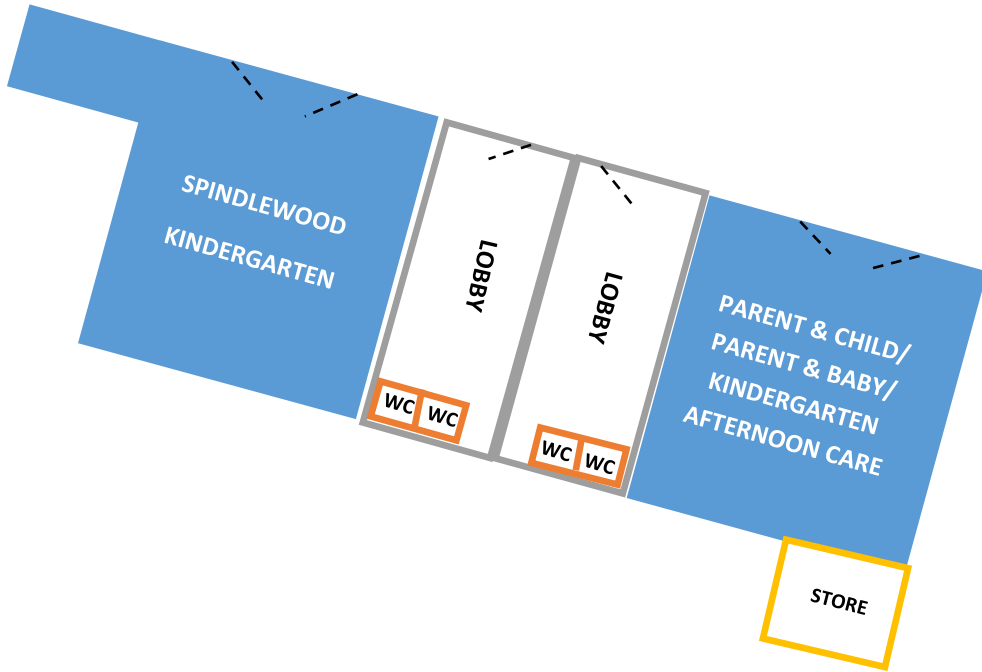 SPINDLEWOOD
KINDERGARTEN
LOBBY
WC
WC
LOBBY
WC
WC
PARENT & CHILD/
PARENT & BABY/
KINDERGARTEN
AFTERNOON CARE
STORE